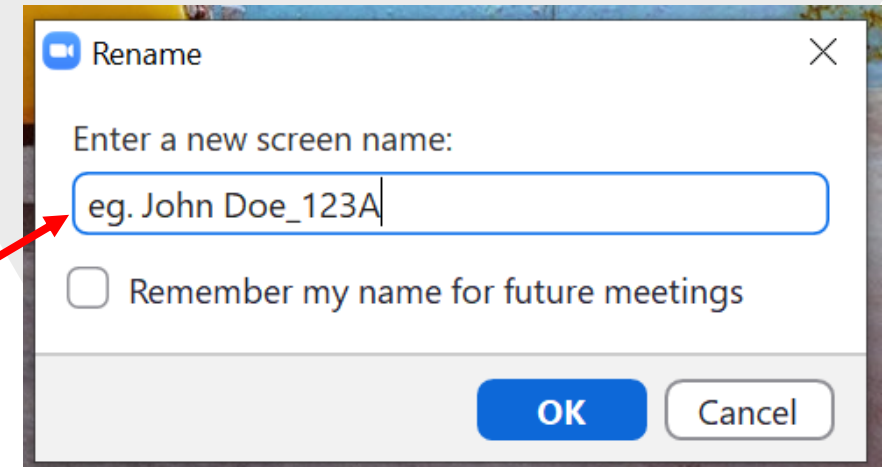 Rename
Enter a new screen name:
eg. John Doe_123A
Remember my name for future meetings
OK Cancel